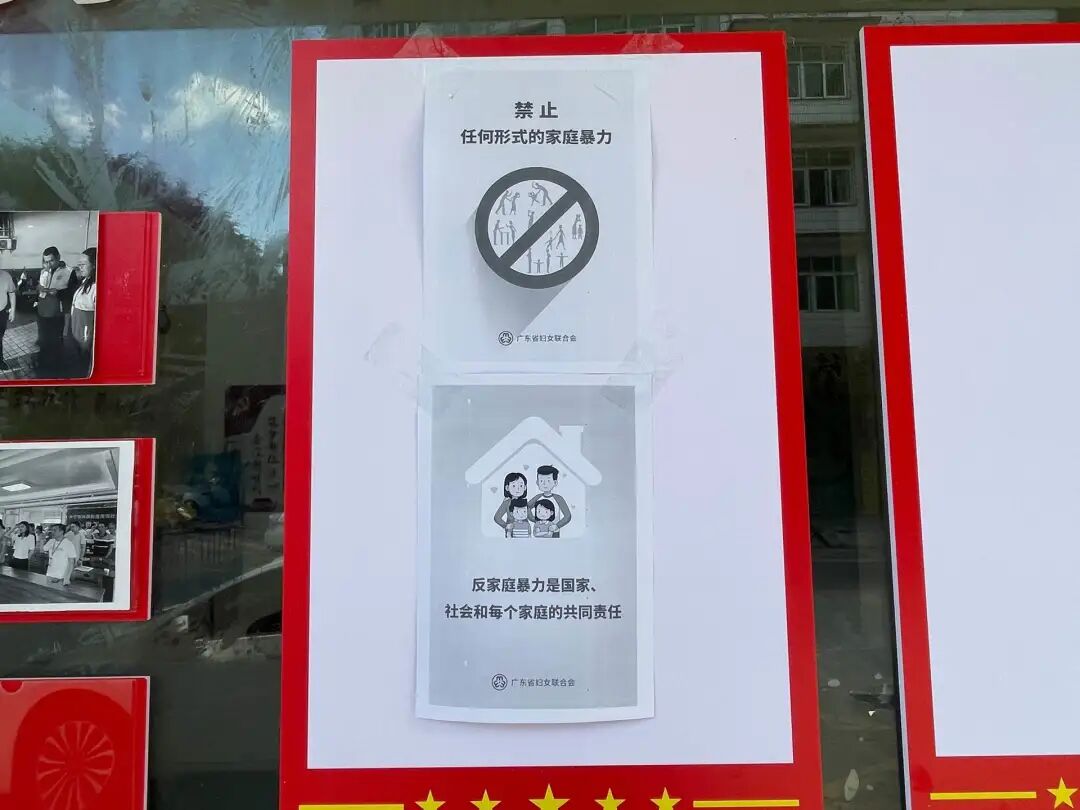 禁止
任何形式的家庭暴力
广东省妇女联合会
反家庭暴力是国家、
社会和每个家庭的共同责任
广东省妇女联合会